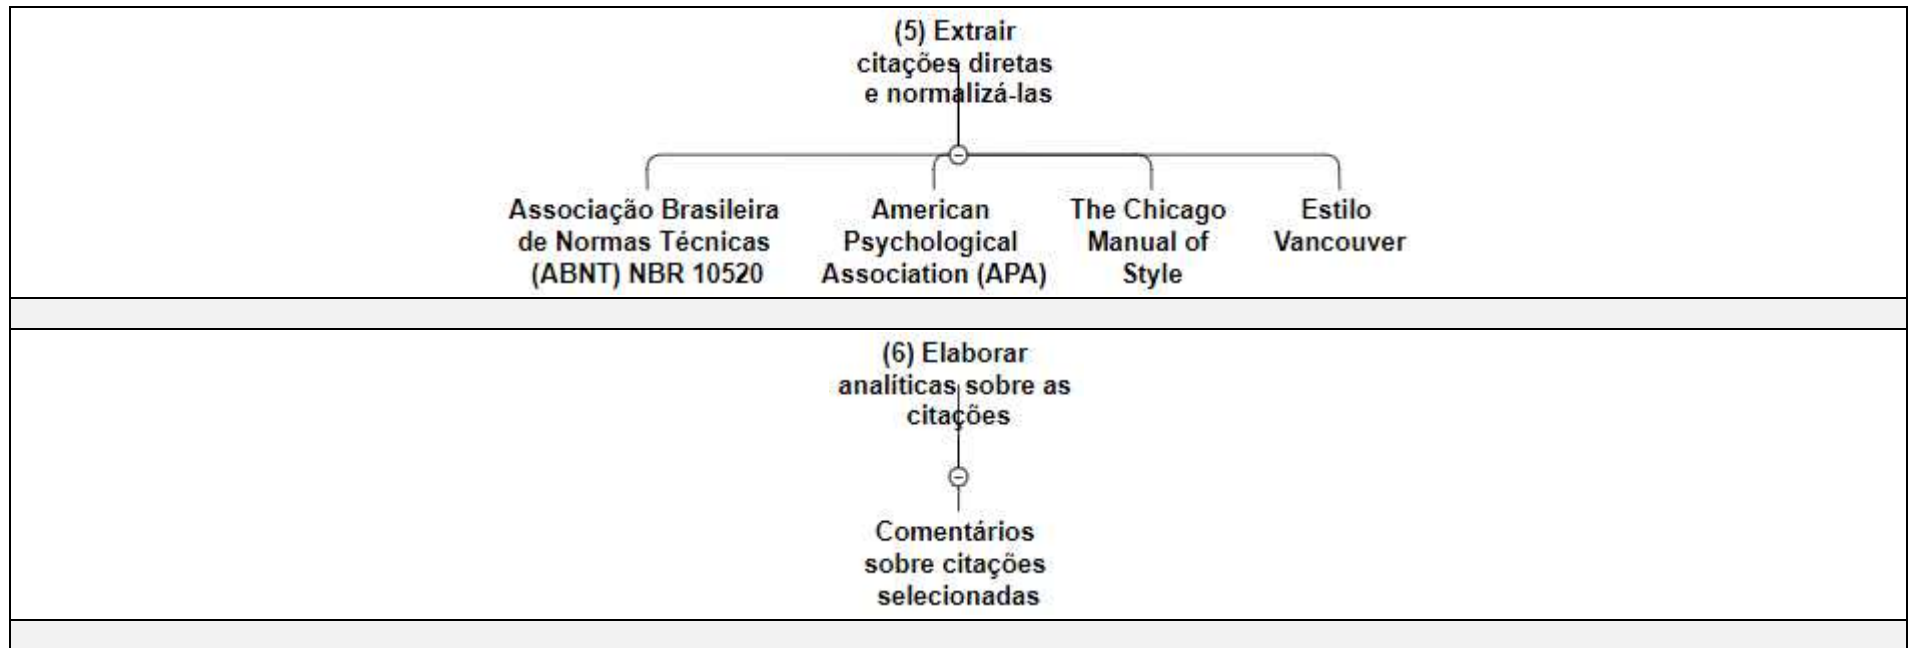 (5) Extrair
citações diretas
e normalizá-las
Associação Brasileira
de Normas Técnicas
(ABNT) NBR 10520
American
Psychological
Association (APA)
The Chicago
Manual of
Style
Estilo
Vancouver
(6) Elaborar
analíticas sobre as
citações
Comentários
sobre citações
selecionadas